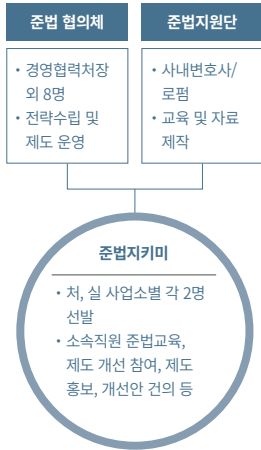 준법 협의체
・경영협력처장
외 8명
・전략수립 및
제도 운영
준법지원단
・사내변호사/
로펌
・교육 및 자료
제작
준법지키미
・처, 실 사업소별 각 2명
선발
・소속직원 준법교육,
제도 개선 참여, 제도
홍보, 개선안 건의 등